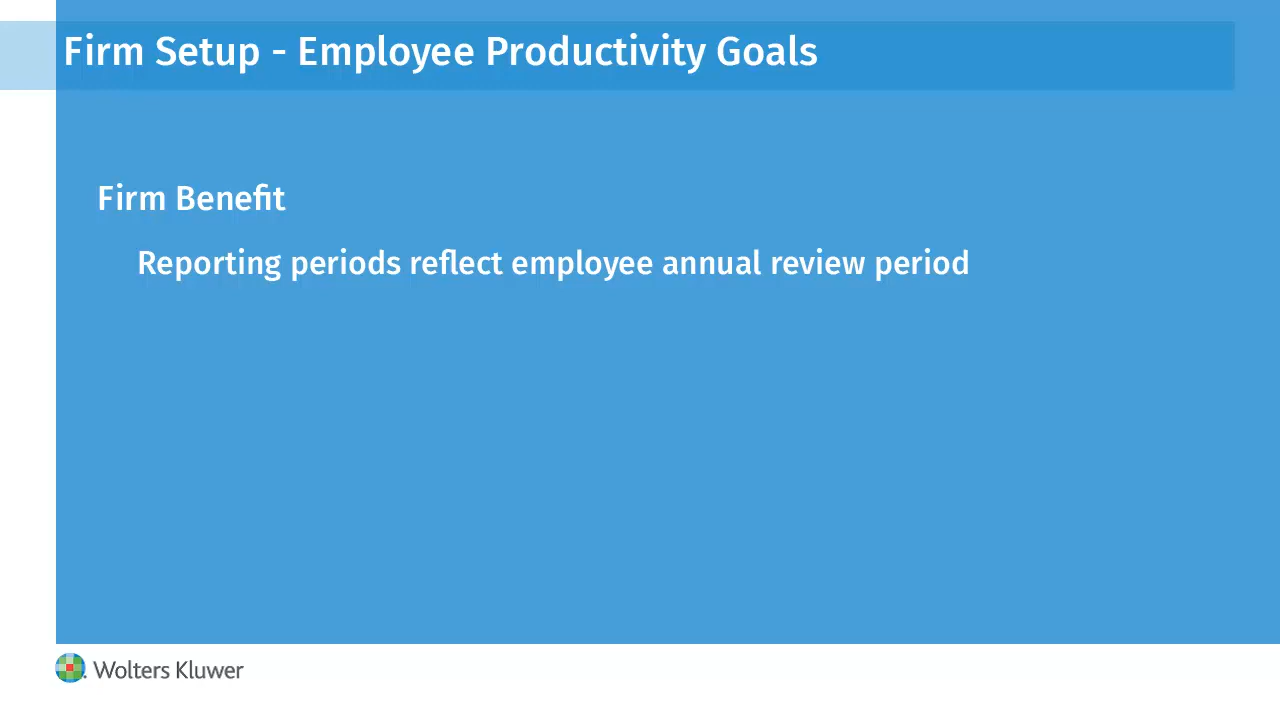 Firm Setup - Employee Productivity Goals
Firm Benefit
Reporting periods reflect employee annual review period
Wolters Kluwer